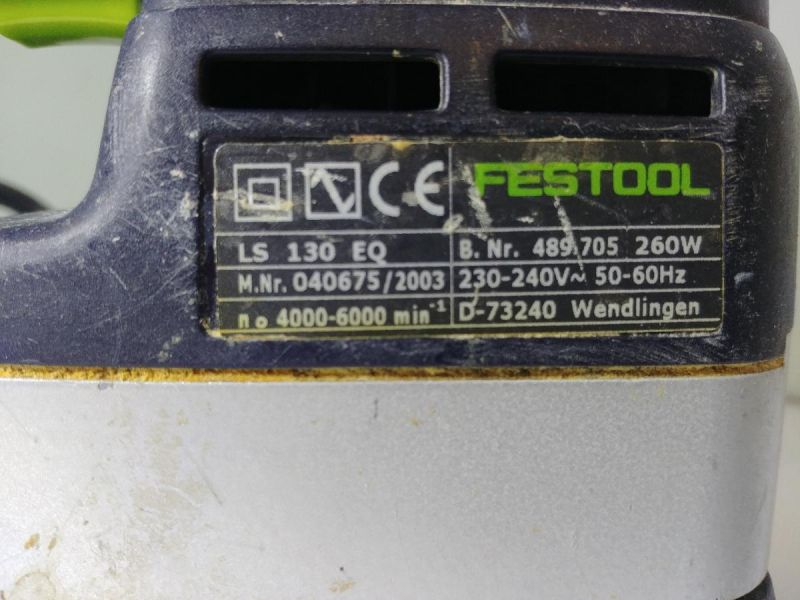 CE FESTOOL
LS 130 EQ B. Nr. 489.705 260W
M.Nr. 040675/2003 230-240V~ 50-60Hz
n₀ 4000-6000 min⁻¹ D-73240 Wendlingen